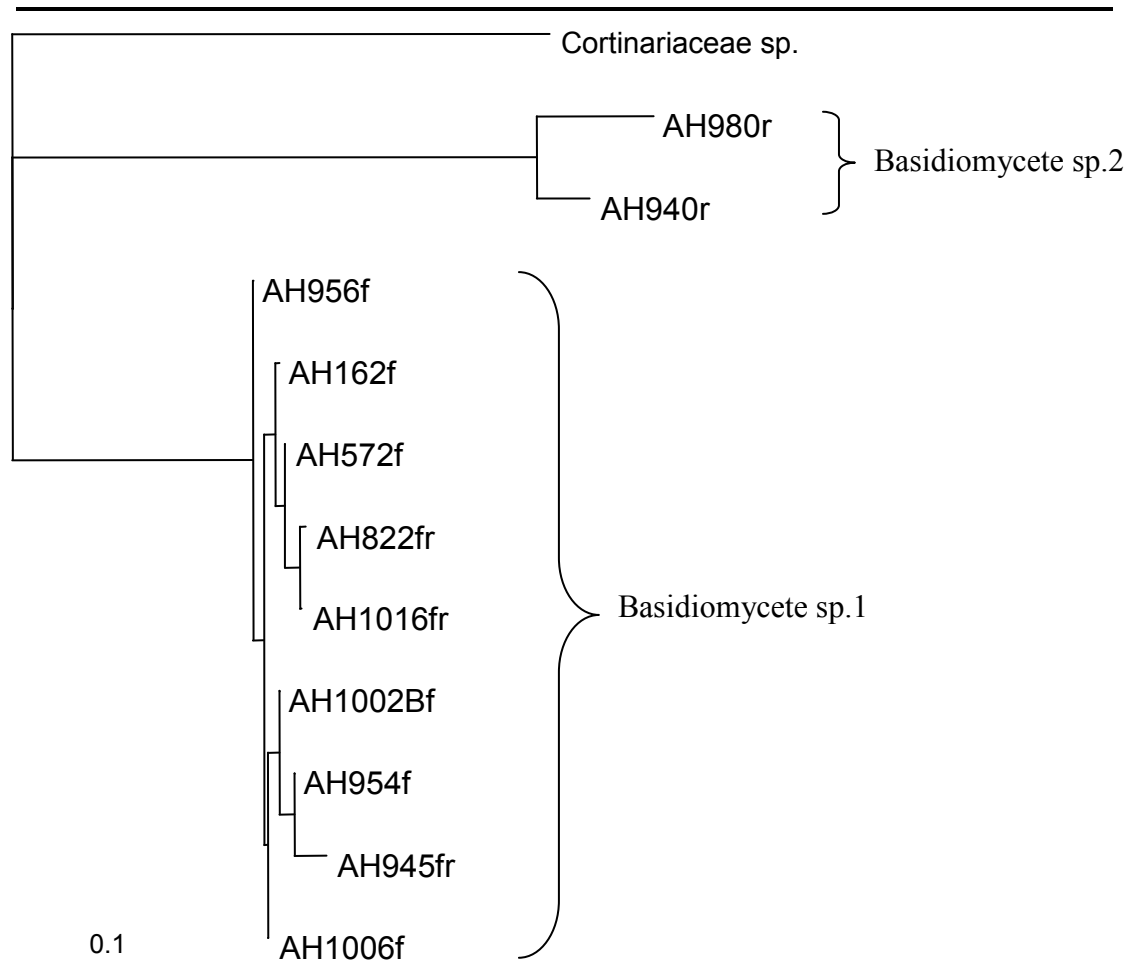 Cortinariaceae sp.
AH980r
Basidiomycete sp.2
AH940r
AH956f
AH162f
AH572f
AH822fr
AH1016fr
Basidiomycete sp.1
AH1002Bf
AH954f
AH945fr
AH1006f
0.1